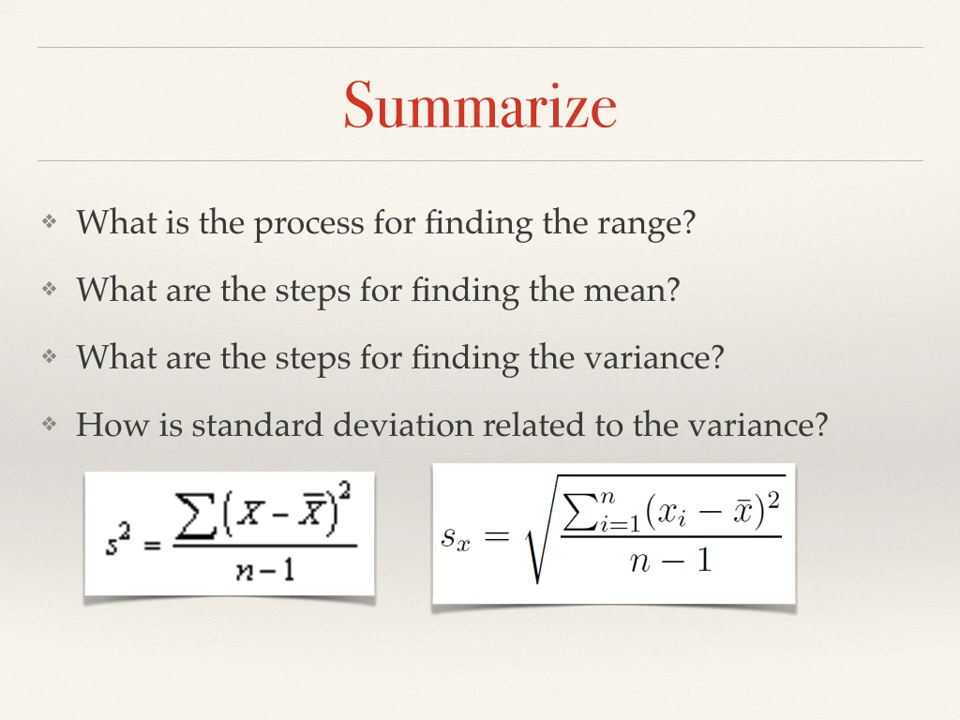 Summarize
❖ What is the process for finding the range?
❖ What are the steps for finding the mean?
❖ What are the steps for finding the variance?
❖ How is standard deviation related to the variance?
s² = ∑(X − X̄)² / n − 1
sₓ = √(∑ⁿᵢ₌₁(xᵢ − x̄)² / n − 1)